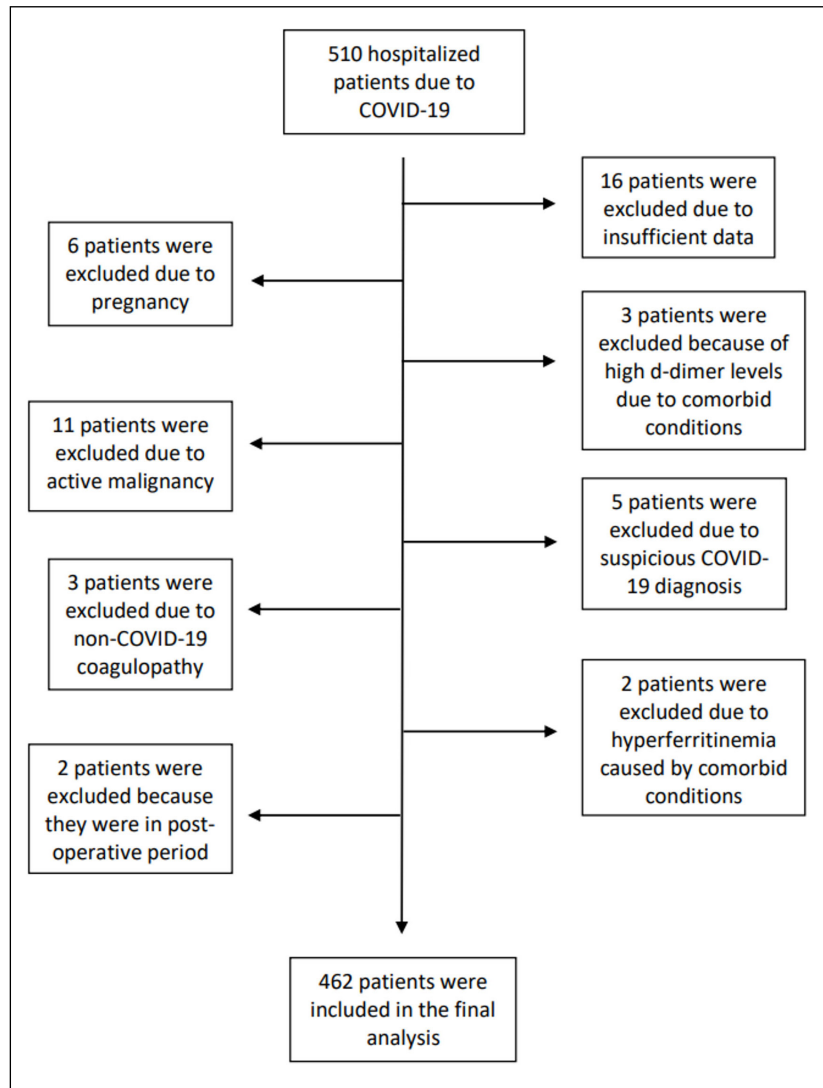 510 hospitalized
patients due to
COVID-19
16 patients were
excluded due to
insufficient data
6 patients were
excluded due to
pregnancy
3 patients were
excluded because of
high d-dimer levels
due to comorbid
conditions
11 patients were
excluded due to
active malignancy
5 patients were
excluded due to
suspicious COVID-
19 diagnosis
3 patients were
excluded due to
non-COVID-19
coagulopathy
2 patients were
excluded due to
hyperferritinemia
caused by comorbid
conditions
2 patients were
excluded because
they were in post-
operative period
462 patients were
included in the final
analysis